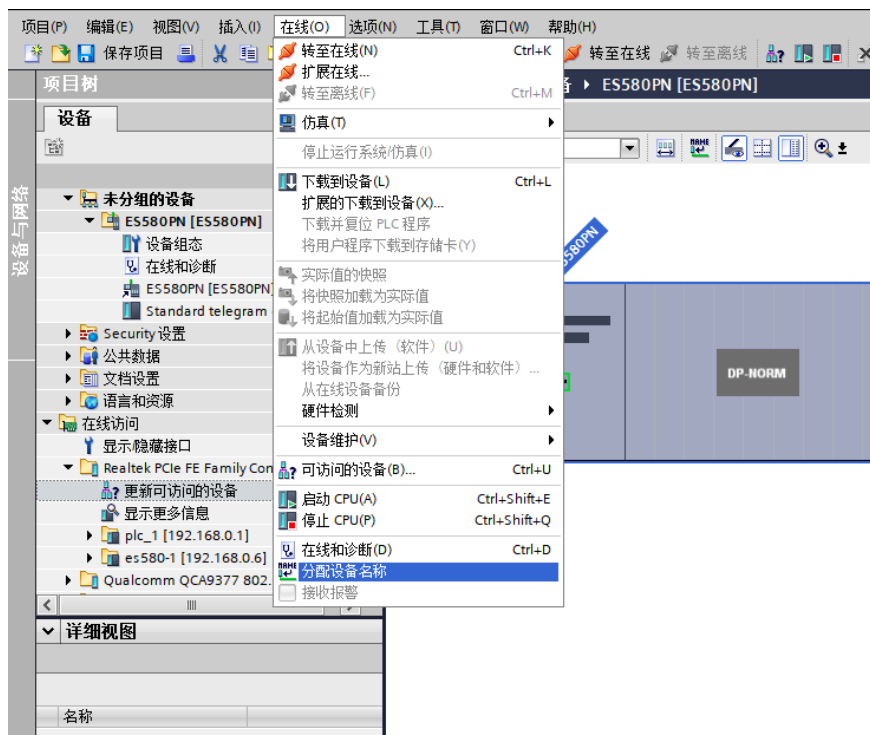 项目(P) 编辑(E) 视图(V) 插入(I) 在线(O) 选项(N) 工具(T) 窗口(W) 帮助(H)
保存项目
转至在线 转至离线
项目树
ES580PN [ES580PN]
设备
设备与网络
未分组的设备
ES580PN [ES580PN]
设备组态
在线和诊断
ES580PN [ES580PN]
Standard telegram
Security 设置
公共数据
文档设置
语言和资源
在线访问
显示/隐藏接口
Realtek PCIe FE Family Con
更新可访问的设备
显示更多信息
plc_1 [192.168.0.1]
es580-1 [192.168.0.6]
Qualcomm QCA9377 802.
详细视图
名称
转至在线(N) Ctrl+K
扩展在线...
转至离线(F) Ctrl+M
仿真(T)
停止运行系统/仿真(I)
下载到设备(L) Ctrl+L
扩展的下载到设备(X)...
下载并复位 PLC 程序
将用户程序下载到存储卡(Y)
实际值的快照
将快照加载为实际值
将起始值加载为实际值
从设备中上传（软件）(U)
将设备作为新站上传（硬件和软件）...
从在线设备备份
硬件检测
设备维护(V)
可访问的设备(B)... Ctrl+U
启动 CPU(A) Ctrl+Shift+E
停止 CPU(P) Ctrl+Shift+Q
在线和诊断(D) Ctrl+D
分配设备名称
接收报警
580PN
DP-NORM